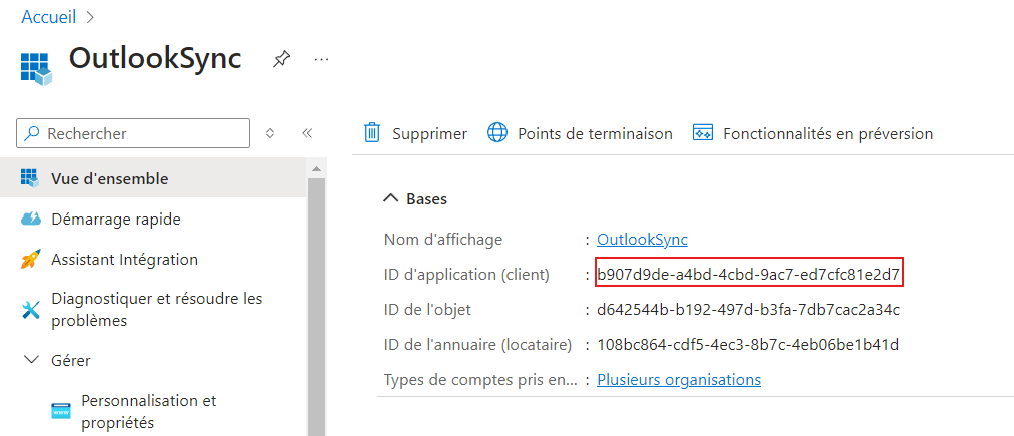 Accueil
OutlookSync
Rechercher
Supprimer
Points de terminaison
Fonctionnalités en préversion
Vue d'ensemble
Démarrage rapide
Assistant Intégration
Diagnostiquer et résoudre les
problèmes
Gérer
Personnalisation et
propriétés
Bases
Nom d'affichage : OutlookSync
ID d'application (client) : b907d9de-a4bd-4cbd-9ac7-ed7cfc81e2d7
ID de l'objet : d642544b-b192-497d-b3fa-7db7cac2a34c
ID de l'annuaire (locataire) : 108bc864-cdf5-4ec3-8b7c-4eb06be1b41d
Types de comptes pris en... : Plusieurs organisations